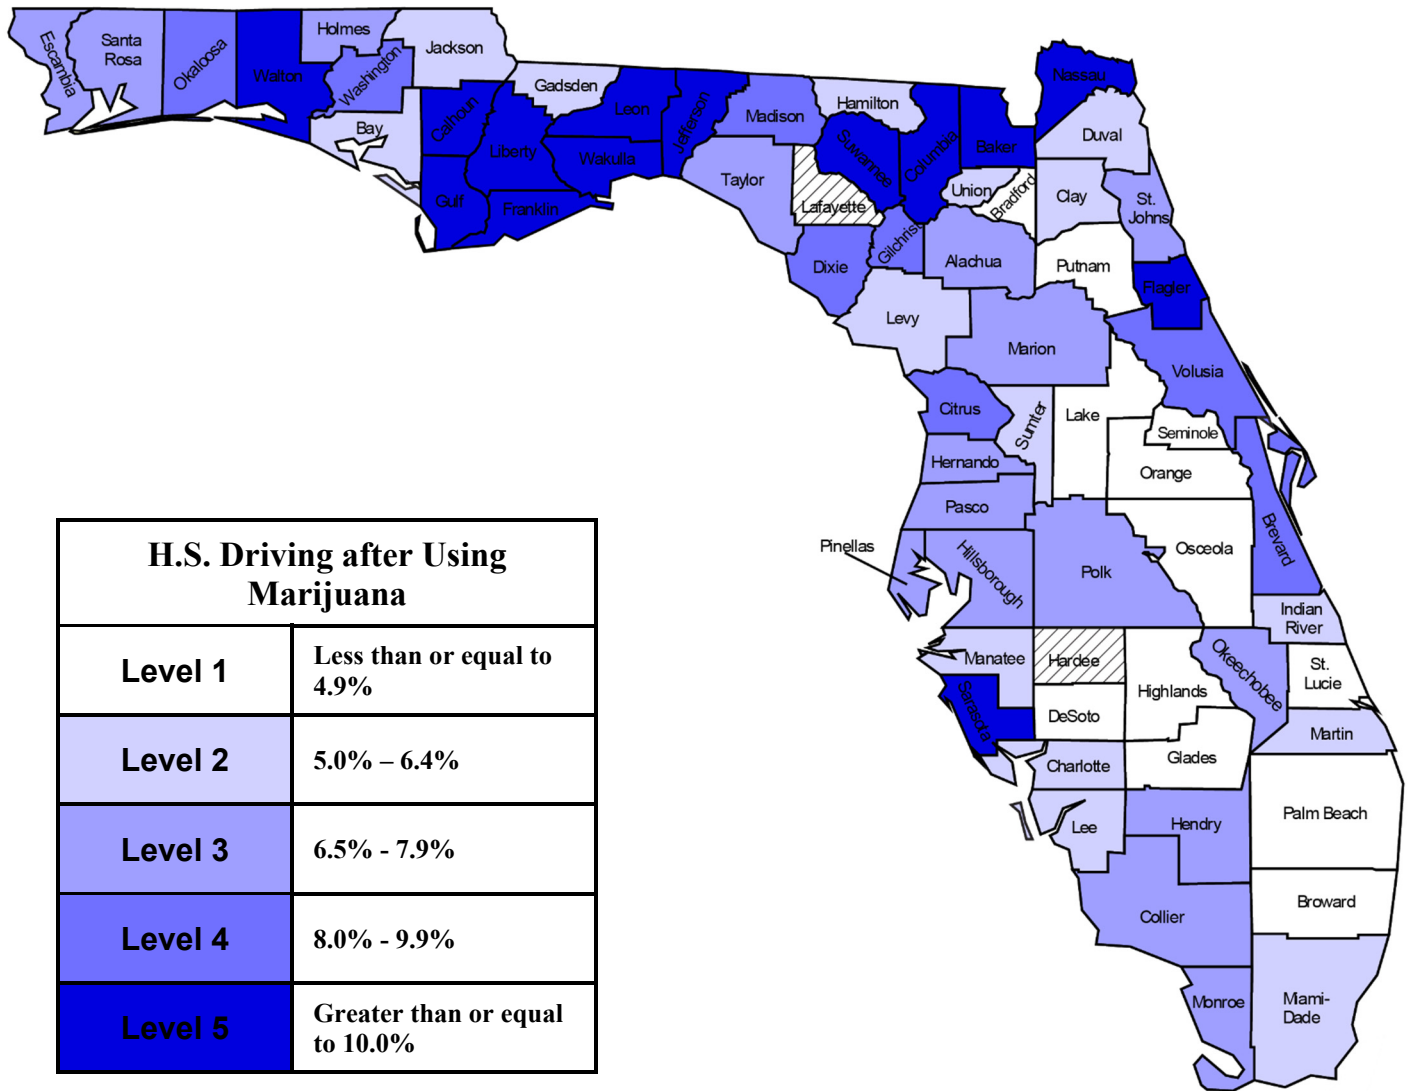 Escambia
Santa
Rosa
Okaloosa
Walton
Holmes
Washington
Jackson
Bay
Calhoun
Gulf
Liberty
Gadsden
Franklin
Leon
Wakulla
Jefferson
Madison
Taylor
Hamilton
Suwannee
Lafayette
Columbia
Baker
Nassau
Duval
Union
Bradford
Clay
St.
Johns
Dixie
Gilchrist
Alachua
Putnam
Flagler
Levy
Marion
Volusia
Citrus
Sumter
Lake
Seminole
Hernando
Orange
Pasco
Brevard
Pinellas
Hillsborough
Polk
Osceola
Indian
River
Manatee
Hardee
Okeechobee
Highlands
St.
Lucie
Sarasota
DeSoto
Martin
Charlotte
Glades
Lee
Hendry
Palm Beach
Collier
Broward
Monroe
Miami-
Dade
H.S. Driving after Using
Marijuana
Level 1
Less than or equal to
4.9%
Level 2
5.0% – 6.4%
Level 3
6.5% - 7.9%
Level 4
8.0% - 9.9%
Level 5
Greater than or equal
to 10.0%